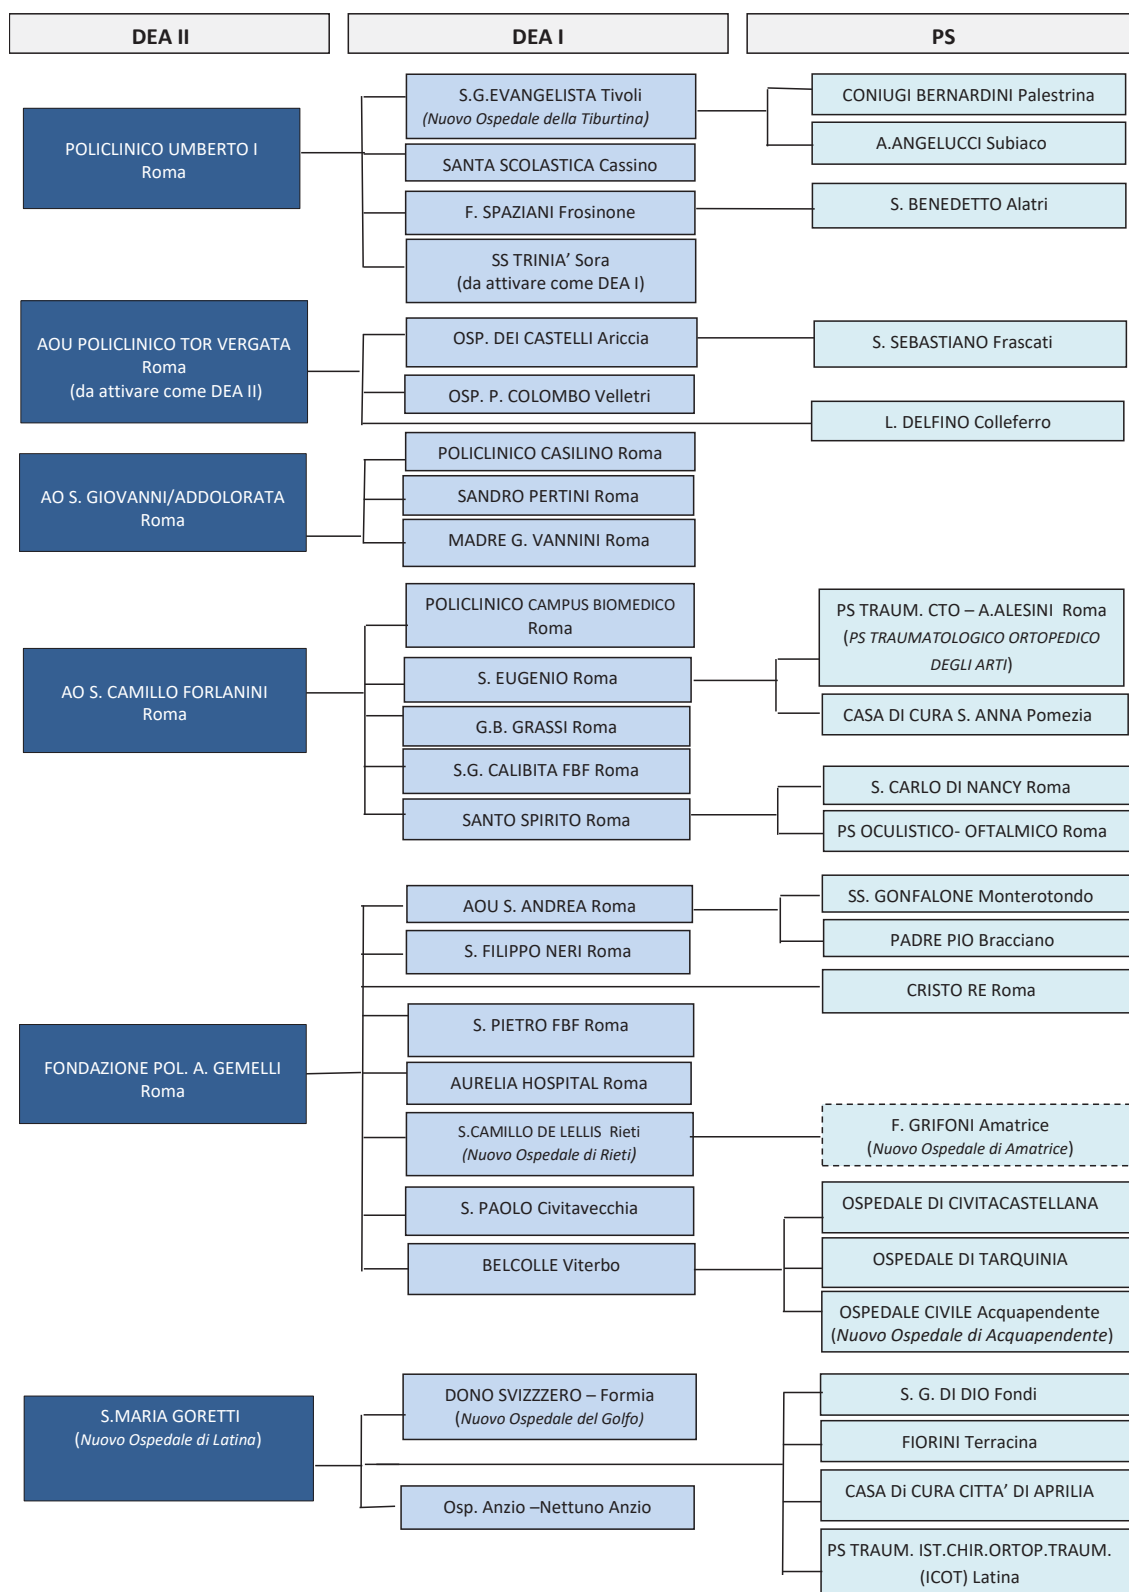 DEA II
DEA I
PS
POLICLINICO UMBERTO I
Roma
S.G.EVANGELISTA Tivoli
(Nuovo Ospedale della Tiburtina)
SANTA SCOLASTICA Cassino
F. SPAZIANI Frosinone
SS TRINIA’ Sora
(da attivare come DEA I)
CONIUGI BERNARDINI Palestrina
A.ANGELUCCI Subiaco
S. BENEDETTO Alatri
AOU POLICLINICO TOR VERGATA
Roma
(da attivare come DEA II)
OSP. DEI CASTELLI Ariccia
OSP. P. COLOMBO Velletri
S. SEBASTIANO Frascati
L. DELFINO Colleferro
AO S. GIOVANNI/ADDOLORATA
Roma
POLICLINICO CASILINO Roma
SANDRO PERTINI Roma
MADRE G. VANNINI Roma
AO S. CAMILLO FORLANINI
Roma
POLICLINICO CAMPUS BIOMEDICO
Roma
S. EUGENIO Roma
G.B. GRASSI Roma
S.G. CALIBITA FBF Roma
SANTO SPIRITO Roma
PS TRAUM. CTO – A.ALESINI Roma
(PS TRAUMATOLOGICO ORTOPEDICO
DEGLI ARTI)
CASA DI CURA S. ANNA Pomezia
S. CARLO DI NANCY Roma
PS OCULISTICO- OFTALMICO Roma
FONDAZIONE POL. A. GEMELLI
Roma
AOU S. ANDREA Roma
S. FILIPPO NERI Roma
S. PIETRO FBF Roma
AURELIA HOSPITAL Roma
S.CAMILLO DE LELLIS Rieti
(Nuovo Ospedale di Rieti)
S. PAOLO Civitavecchia
BELCOLLE Viterbo
SS. GONFALONE Monterotondo
PADRE PIO Bracciano
CRISTO RE Roma
F. GRIFONI Amatrice
(Nuovo Ospedale di Amatrice)
OSPEDALE DI CIVITACASTELLANA
OSPEDALE DI TARQUINIA
OSPEDALE CIVILE Acquapendente
(Nuovo Ospedale di Acquapendente)
S.MARIA GORETTI
(Nuovo Ospedale di Latina)
DONO SVIZZZERO – Formia
(Nuovo Ospedale del Golfo)
Osp. Anzio –Nettuno Anzio
S. G. DI DIO Fondi
FIORINI Terracina
CASA Di CURA CITTA’ DI APRILIA
PS TRAUM. IST.CHIR.ORTOP.TRAUM.
(ICOT) Latina